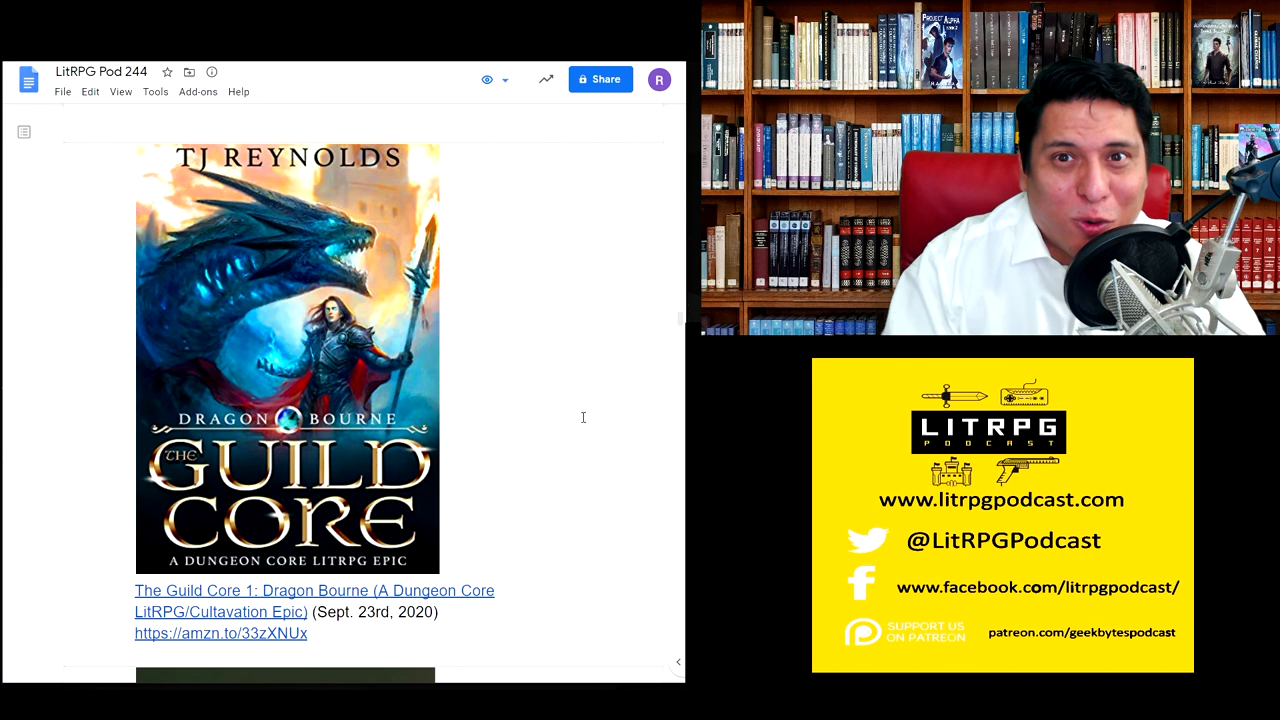 LitRPG Pod 244
File Edit View Tools Add-ons Help
Share
R
TJ REYNOLDS
DRAGON BOURNE
THE GUILD
CORE
A DUNGEON CORE LITRPG EPIC
The Guild Core 1: Dragon Bourne (A Dungeon Core
LitRPG/Cultavation Epic) (Sept. 23rd, 2020)
https://amzn.to/33zXNUx
PROJECT
ALPHA
LITRPG
PODCAST
www.litrpgpodcast.com
@LitRPGPodcast
www.facebook.com/litrpgpodcast/
SUPPORT US
ON PATREON
patreon.com/geekbytespodcast